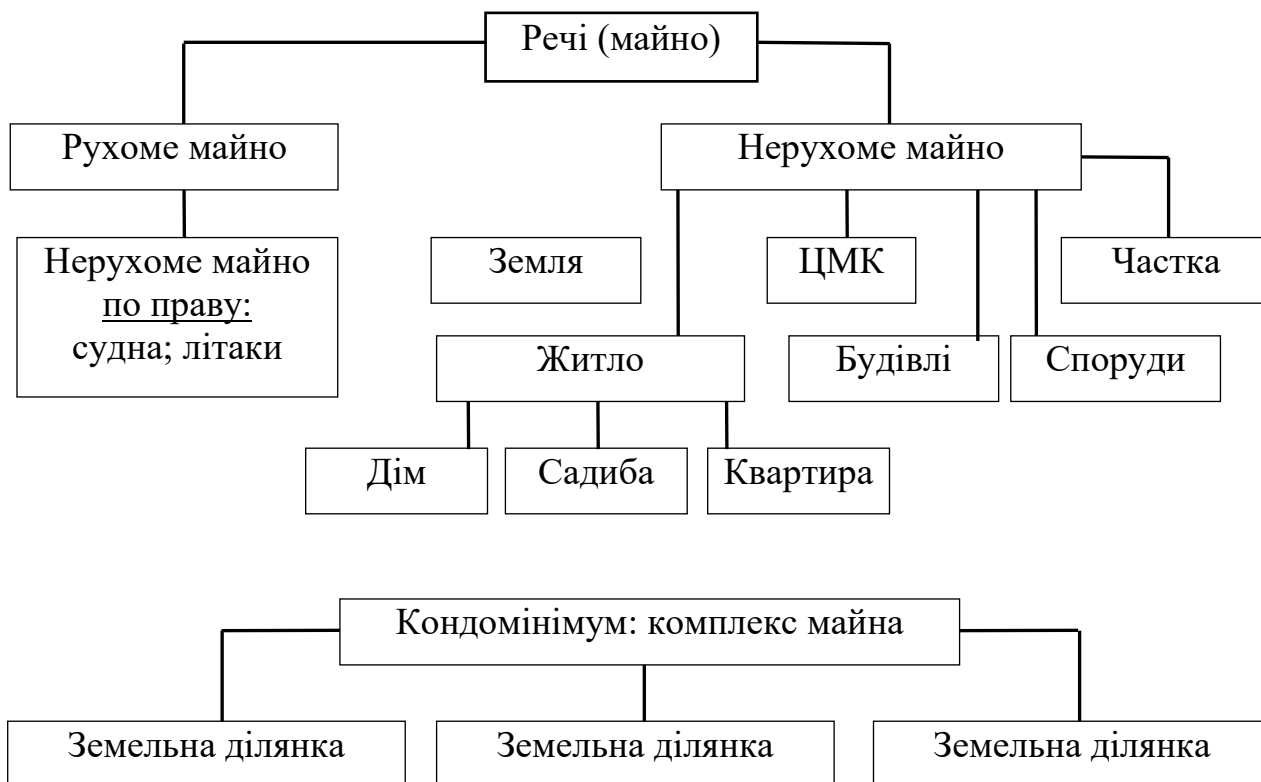 Речі (майно)
Рухоме майно
Нерухоме майно
Нерухоме майно
по праву:
судна; літаки
Земля
ЦМК
Частка
Житло
Будівлі
Споруди
Дім
Садиба
Квартира
Кондомінімум: комплекс майна
Земельна ділянка
Земельна ділянка
Земельна ділянка